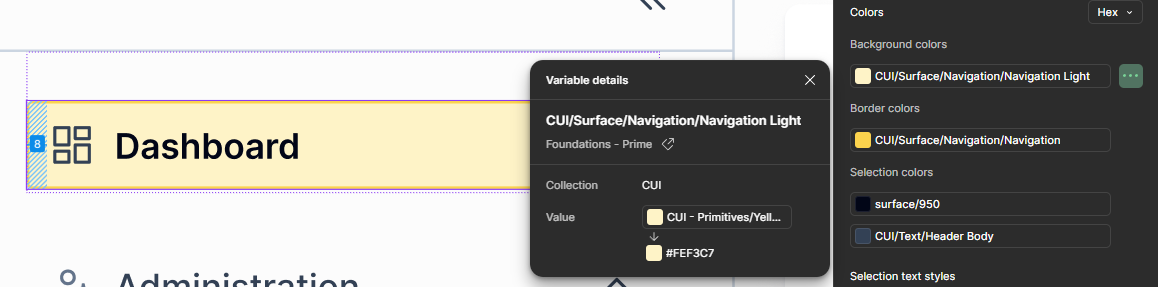 8
Dashboard
Administration
Variable details
CUI/Surface/Navigation/Navigation Light
Foundations - Prime
Collection
CUI
Value
CUI - Primitives/Yell...
#FEF3C7
Colors
Hex
Background colors
CUI/Surface/Navigation/Navigation Light
Border colors
CUI/Surface/Navigation/Navigation
Selection colors
surface/950
CUI/Text/Header Body
Selection text styles